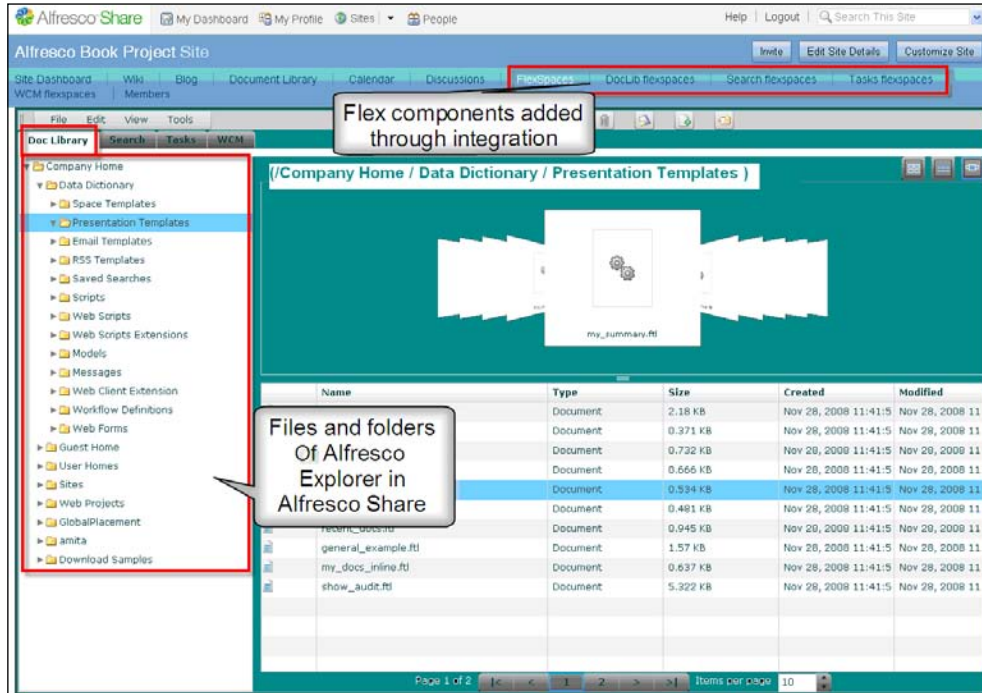 Alfresco Share My Dashboard My Profile Sites People Help Logout Search This Site
Alfresco Book Project Site Invite Edit Site Details Customize Site
Site Dashboard Wiki Blog Document Library Calendar Discussions FlexSpaces DocLib flexspaces Search flexspaces Tasks flexspaces
WCM flexspaces Members
Flex components added
through integration
File Edit View Tools
Doc Library Search Tasks WCM
(/Company Home / Data Dictionary / Presentation Templates )
Company Home
Data Dictionary
Space Templates
Presentation Templates
Email Templates
RSS Templates
Saved Searches
Scripts
Web Scripts
Web Scripts Extensions
Models
Messages
Web Client Extension
Workflow Definitions
Web Forms
Guest Home
User Homes
Sites
Web Projects
GlobalPlacement
amita
Download Samples
Files and folders
Of Alfresco
Explorer in
Alfresco Share
my_summary.ftl
Name Type Size Created Modified
Document 2.18 KB Nov 28, 2008 11:41:5 Nov 28, 2008 11
Document 0.371 KB Nov 28, 2008 11:41:5 Nov 28, 2008 11
Document 0.732 KB Nov 28, 2008 11:41:5 Nov 28, 2008 11
Document 0.666 KB Nov 28, 2008 11:41:5 Nov 28, 2008 11
Document 0.534 KB Nov 28, 2008 11:41:5 Nov 28, 2008 11
Document 0.481 KB Nov 28, 2008 11:41:5 Nov 28, 2008 11
recent_docs.ftl Document 0.945 KB Nov 28, 2008 11:41:5 Nov 28, 2008 11
general_example.ftl Document 1.57 KB Nov 28, 2008 11:41:5 Nov 28, 2008 11
my_docs_inline.ftl Document 0.637 KB Nov 28, 2008 11:41:5 Nov 28, 2008 11
show_audit.ftl Document 5.322 KB Nov 28, 2008 11:41:5 Nov 28, 2008 11
Page 1 of 2 |< < 1 2 > >| Items per page 10